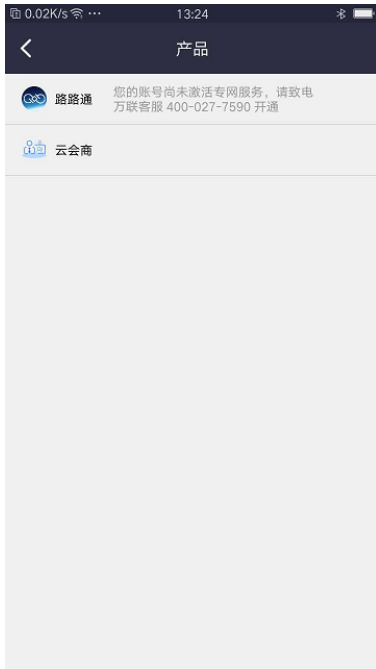 0.02K/s ··· 13:24
产品
路路通 您的账号尚未激活专网服务，请致电
万联客服 400-027-7590 开通
云会商